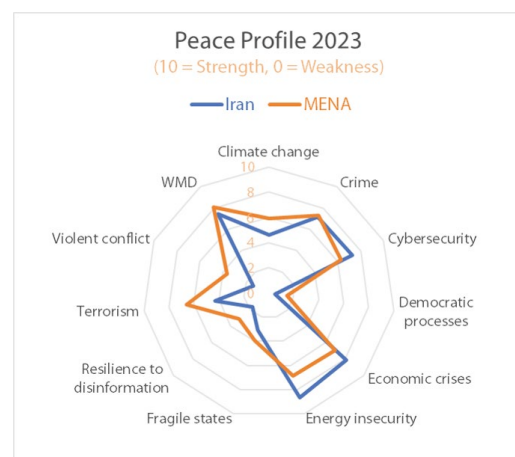 Peace Profile 2023
(10 = Strength, 0 = Weakness)
Iran MENA
Climate change
10
8
6
4
2
0
Crime
Cybersecurity
Democratic
processes
Economic crises
Energy insecurity
Fragile states
Resilience to
disinformation
Terrorism
Violent conflict
WMD